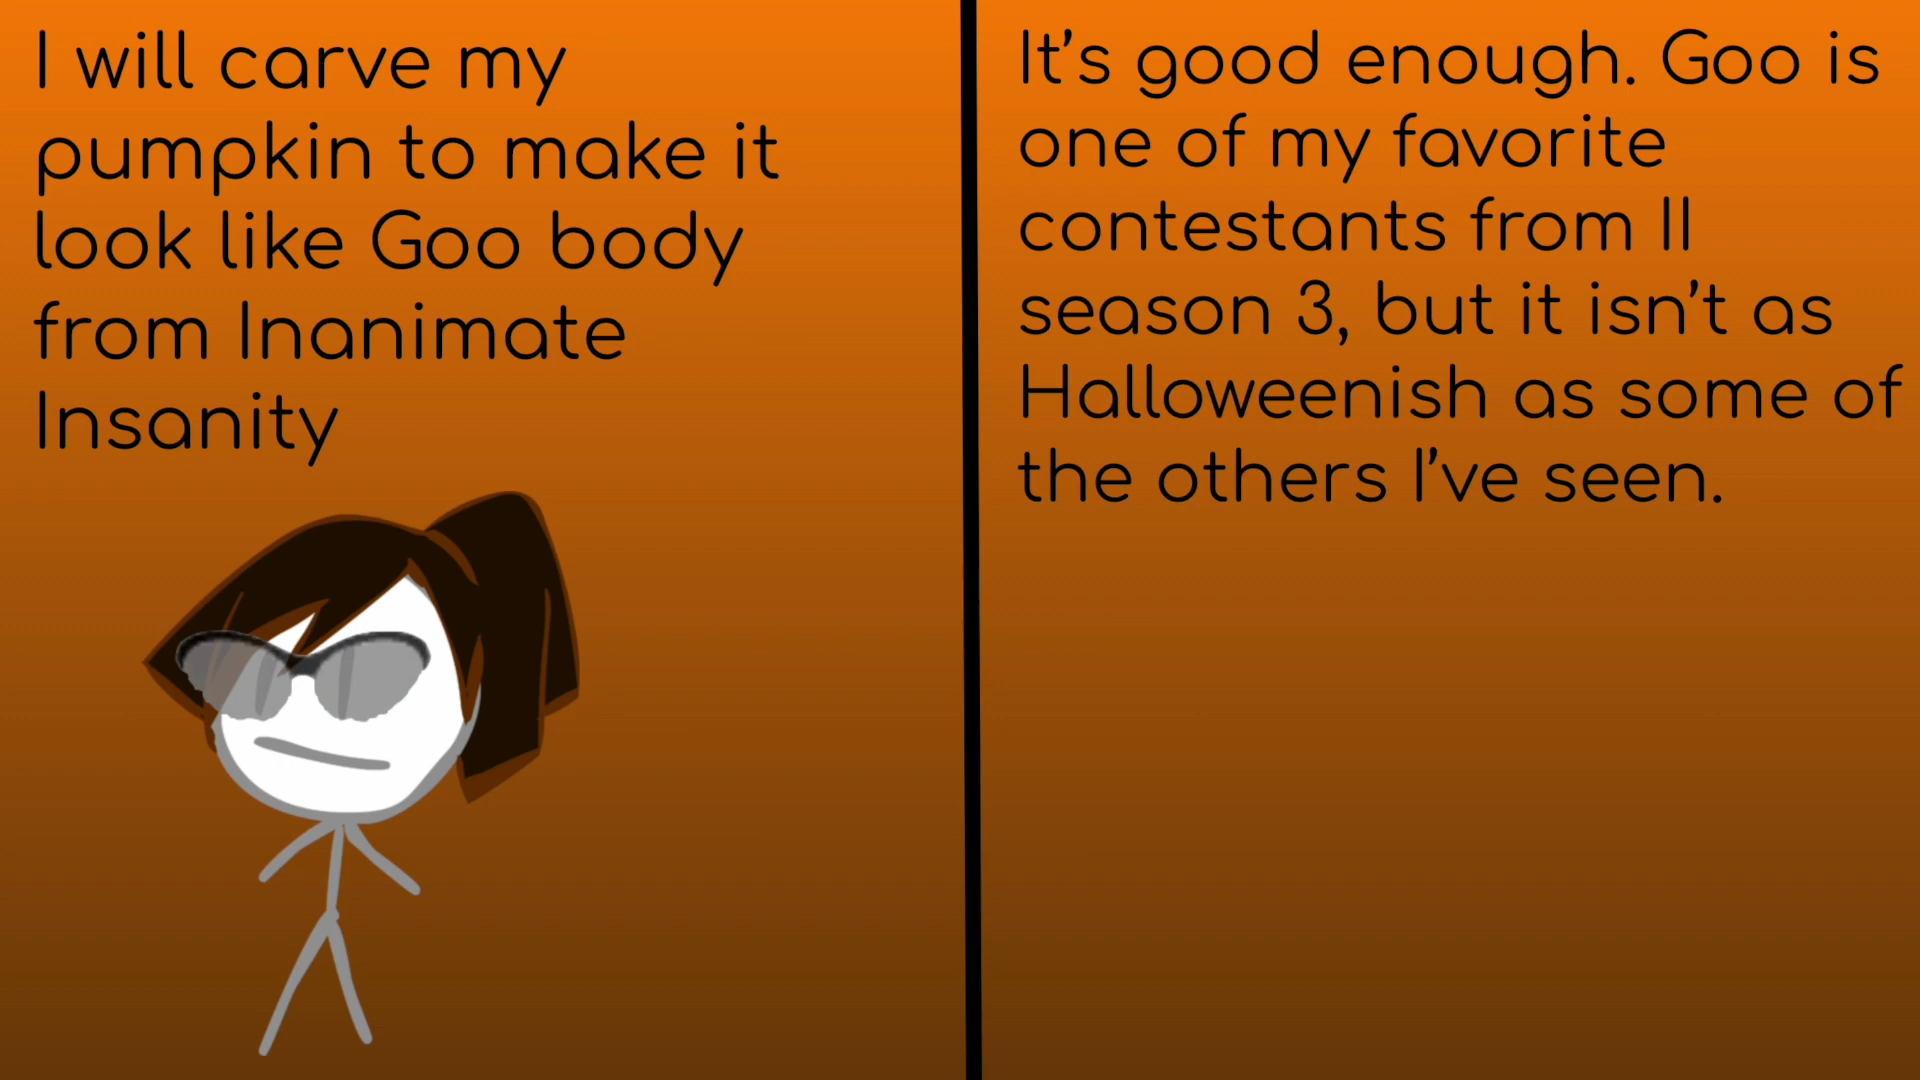 I will carve my
pumpkin to make it
look like Goo body
from Inanimate
Insanity
It’s good enough. Goo is
one of my favorite
contestants from II
season 3, but it isn’t as
Halloweenish as some of
the others I’ve seen.